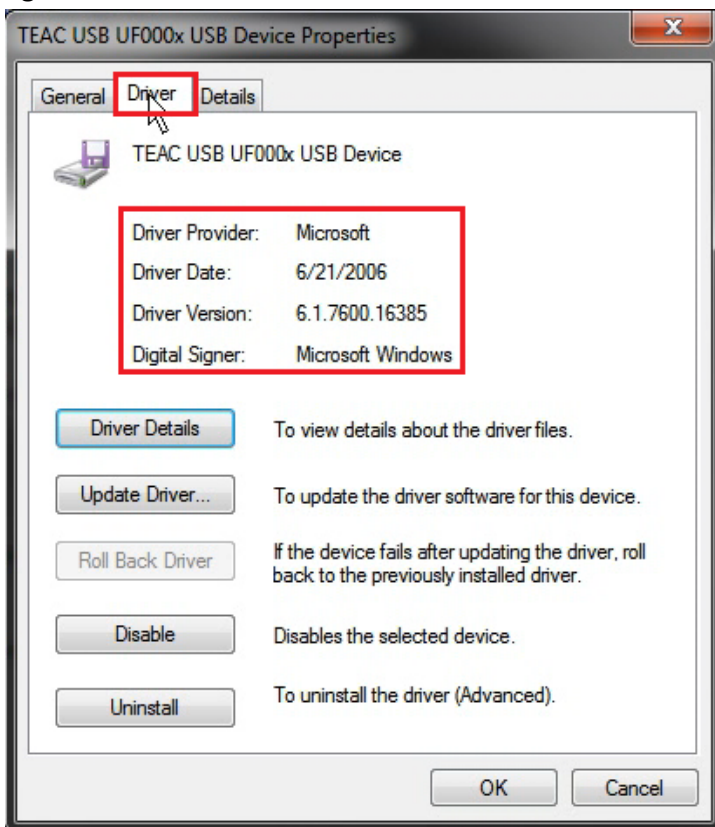 TEAC USB UF000x USB Device Properties
General Driver Details
TEAC USB UF000x USB Device
Driver Provider: Microsoft
Driver Date: 6/21/2006
Driver Version: 6.1.7600.16385
Digital Signer: Microsoft Windows
Driver Details To view details about the driver files.
Update Driver... To update the driver software for this device.
Roll Back Driver If the device fails after updating the driver, roll
back to the previously installed driver.
Disable Disables the selected device.
Uninstall To uninstall the driver (Advanced).
OK Cancel